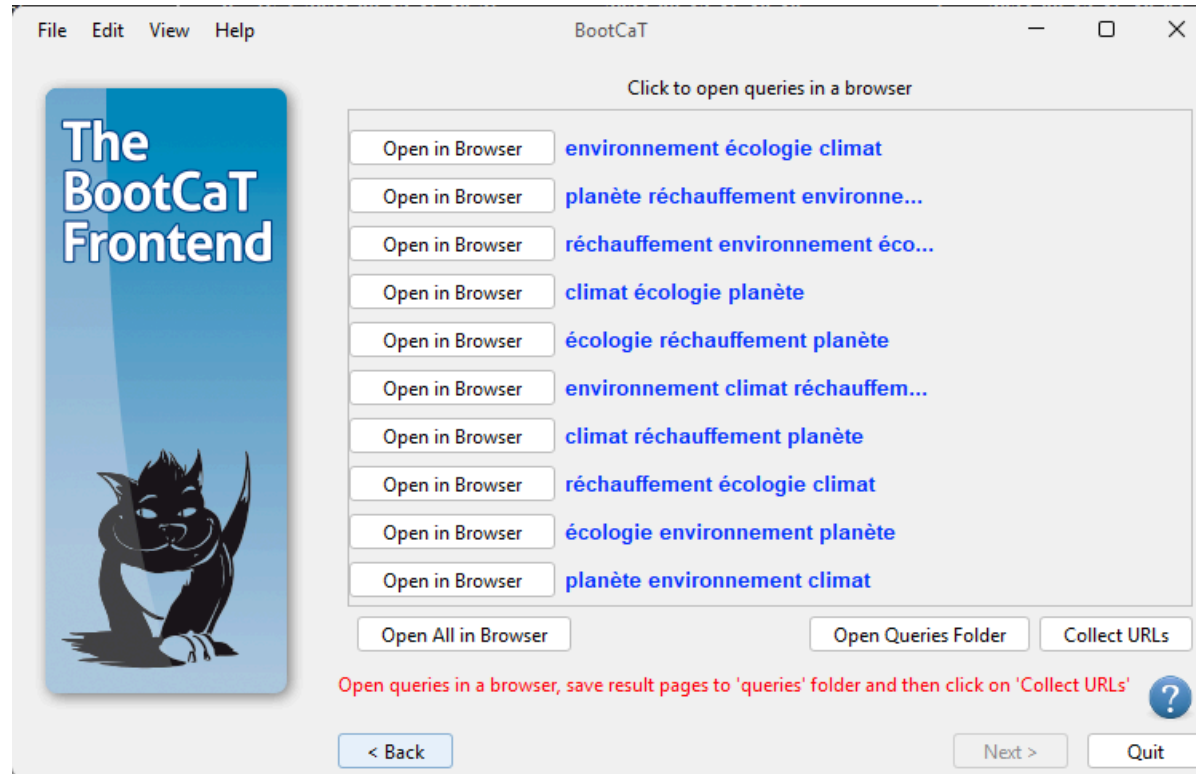 File Edit View Help BootCaT
Click to open queries in a browser
The
BootCaT
Frontend
Open in Browser environnement écologie climat
Open in Browser planète réchauffement environne...
Open in Browser réchauffement environnement éco...
Open in Browser climat écologie planète
Open in Browser écologie réchauffement planète
Open in Browser environnement climat réchauffem...
Open in Browser climat réchauffement planète
Open in Browser réchauffement écologie climat
Open in Browser écologie environnement planète
Open in Browser planète environnement climat
Open All in Browser Open Queries Folder Collect URLs
Open queries in a browser, save result pages to 'queries' folder and then click on 'Collect URLs' ?
< Back Next > Quit